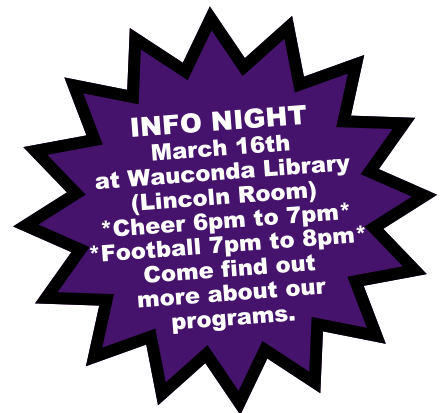 INFO NIGHT
March 16th
at Wauconda Library
(Lincoln Room)
*Cheer 6pm to 7pm*
*Football 7pm to 8pm*
Come find out
more about our
programs.